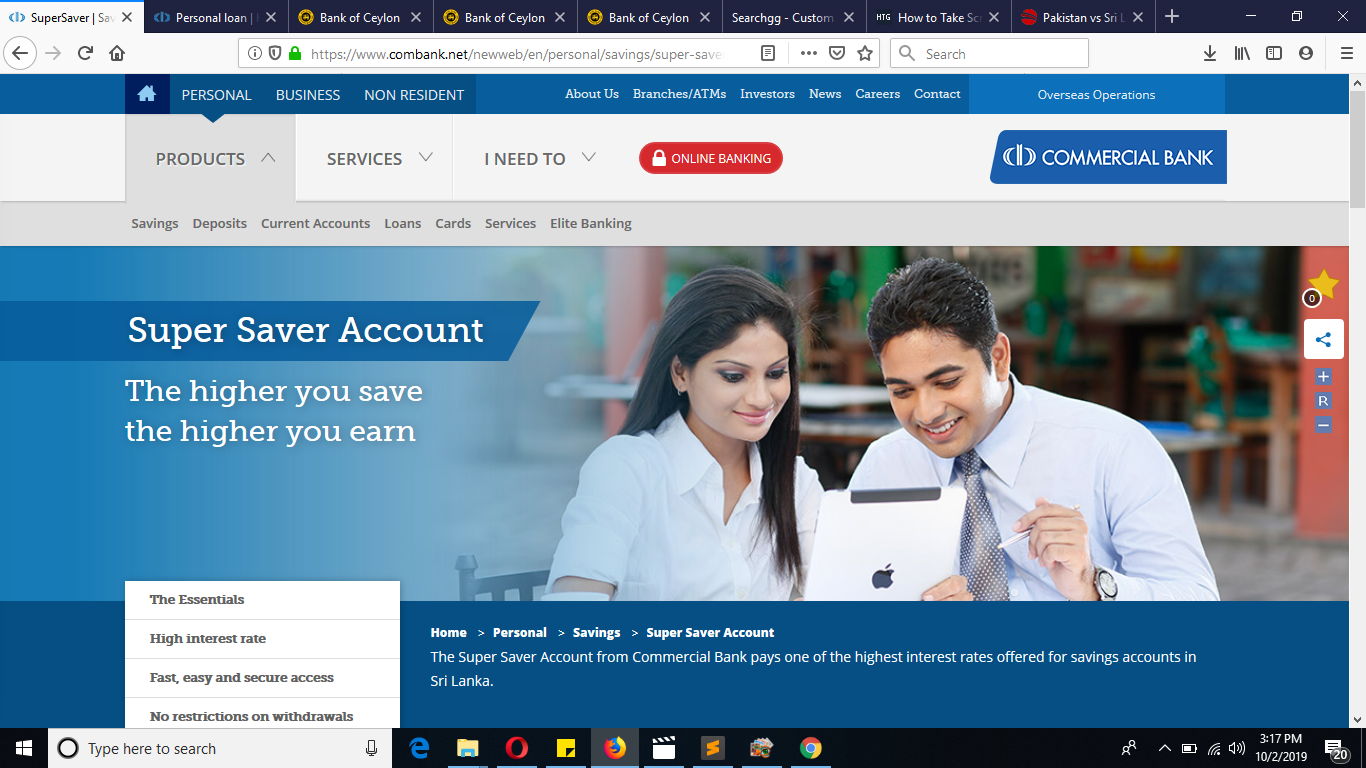 SuperSaver | Sav
Personal loan |
Bank of Ceylon
Bank of Ceylon
Bank of Ceylon
Searchgg - Custom
HTG How to Take Sc
Pakistan vs Sri L
https://www.combank.net/newweb/en/personal/savings/super-save
Search
PERSONAL BUSINESS NON RESIDENT
About Us Branches/ATMs Investors News Careers Contact
Overseas Operations
PRODUCTS SERVICES I NEED TO
ONLINE BANKING
COMMERCIAL BANK
Savings Deposits Current Accounts Loans Cards Services Elite Banking
Super Saver Account
The higher you save
the higher you earn
0
+
R
−
The Essentials
High interest rate
Fast, easy and secure access
No restrictions on withdrawals
Home > Personal > Savings > Super Saver Account
The Super Saver Account from Commercial Bank pays one of the highest interest rates offered for savings accounts in
Sri Lanka.
Type here to search
3:17 PM
10/2/2019
20